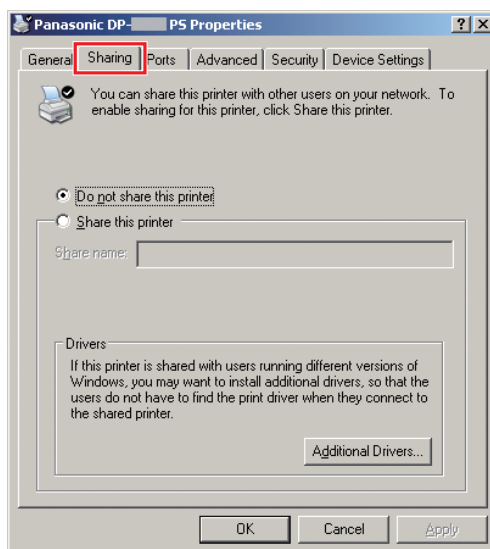 Panasonic DP- PS Properties
General Sharing Ports Advanced Security Device Settings
You can share this printer with other users on your network. To
enable sharing for this printer, click Share this printer.
Do not share this printer
Share this printer
Share name:
Drivers
If this printer is shared with users running different versions of
Windows, you may want to install additional drivers, so that the
users do not have to find the print driver when they connect to
the shared printer.
Additional Drivers...
OK Cancel Apply